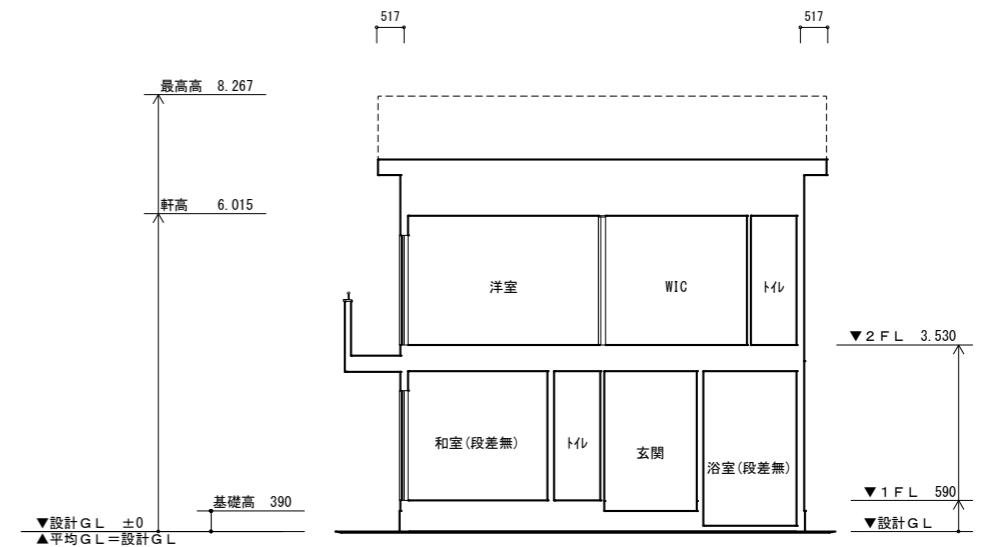 517
517
最高高 8.267
軒高 6.015
洋室
WIC
ﾄｲﾚ
▼2FL 3.530
和室(段差無)
ﾄｲﾚ
玄関
浴室(段差無)
▼1FL 590
基礎高 390
▼設計GL ±0
▼設計GL
▲平均GL=設計GL